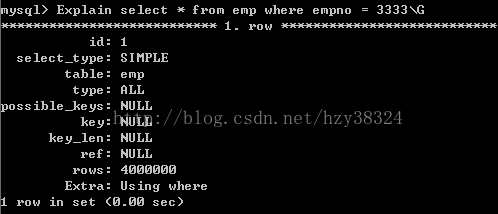 mysql> Explain select * from emp where empno = 3333\G
*************************** 1. row ***************************
id: 1
select_type: SIMPLE
table: emp
type: ALL
possible_keys: NULL
key: NULL
key_len: NULL
ref: NULL
rows: 4000000
Extra: Using where
1 row in set (0.00 sec)
http://blog.csdn.net/hzy38324